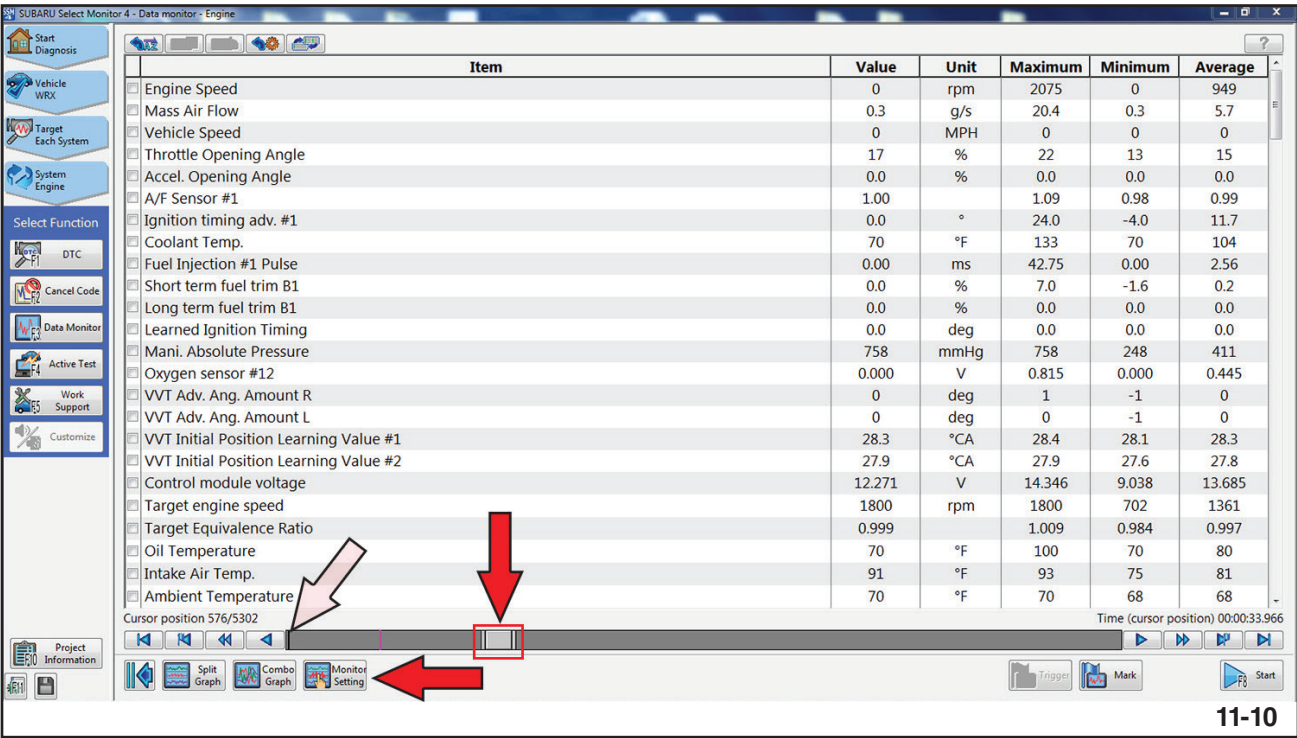 SUBARU Select Monitor 4 - Data monitor - Engine
Start
Diagnosis
Vehicle
WRX
Target
Each System
System
Engine
Select Function
DTC
F1
Cancel Code
F2
Data Monitor
F3
Active Test
F4
Work
Support
F5
Customize
Project
Information
F10
F11
?
Item Value Unit Maximum Minimum Average
Engine Speed 0 rpm 2075 0 949
Mass Air Flow 0.3 g/s 20.4 0.3 5.7
Vehicle Speed 0 MPH 0 0 0
Throttle Opening Angle 17 % 22 13 15
Accel. Opening Angle 0.0 % 0.0 0.0 0.0
A/F Sensor #1 1.00 1.09 0.98 0.99
Ignition timing adv. #1 0.0 ° 24.0 -4.0 11.7
Coolant Temp. 70 °F 133 70 104
Fuel Injection #1 Pulse 0.00 ms 42.75 0.00 2.56
Short term fuel trim B1 0.0 % 7.0 -1.6 0.2
Long term fuel trim B1 0.0 % 0.0 0.0 0.0
Learned Ignition Timing 0.0 deg 0.0 0.0 0.0
Mani. Absolute Pressure 758 mmHg 758 248 411
Oxygen sensor #12 0.000 V 0.815 0.000 0.445
VVT Adv. Ang. Amount R 0 deg 1 -1 0
VVT Adv. Ang. Amount L 0 deg 0 -1 0
VVT Initial Position Learning Value #1 28.3 °CA 28.4 28.1 28.3
VVT Initial Position Learning Value #2 27.9 °CA 27.9 27.6 27.8
Control module voltage 12.271 V 14.346 9.038 13.685
Target engine speed 1800 rpm 1800 702 1361
Target Equivalence Ratio 0.999 1.009 0.984 0.997
Oil Temperature 70 °F 100 70 80
Intake Air Temp. 91 °F 93 75 81
Ambient Temperature 70 °F 70 68 68
Cursor position 576/5302 Time (cursor position) 00:00:33.966
Split
Graph
Combo
Graph
Monitor
Setting
Trigger
Mark
F8 Start
11-10